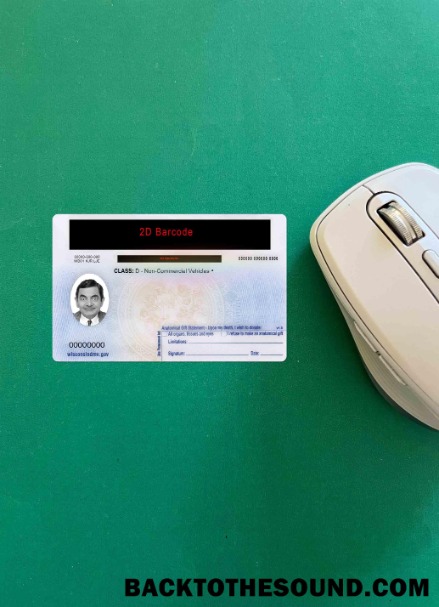 2D Barcode
CLASS: D - Non-Commercial Vehicles *
Anatomical Gift Statement - Upon my death, I wish to donate
All organs, tissues and eyes
Limitations:
00000000
Signature: Date:
wisconsindmv.gov
BACKTOTHESOUND.COM